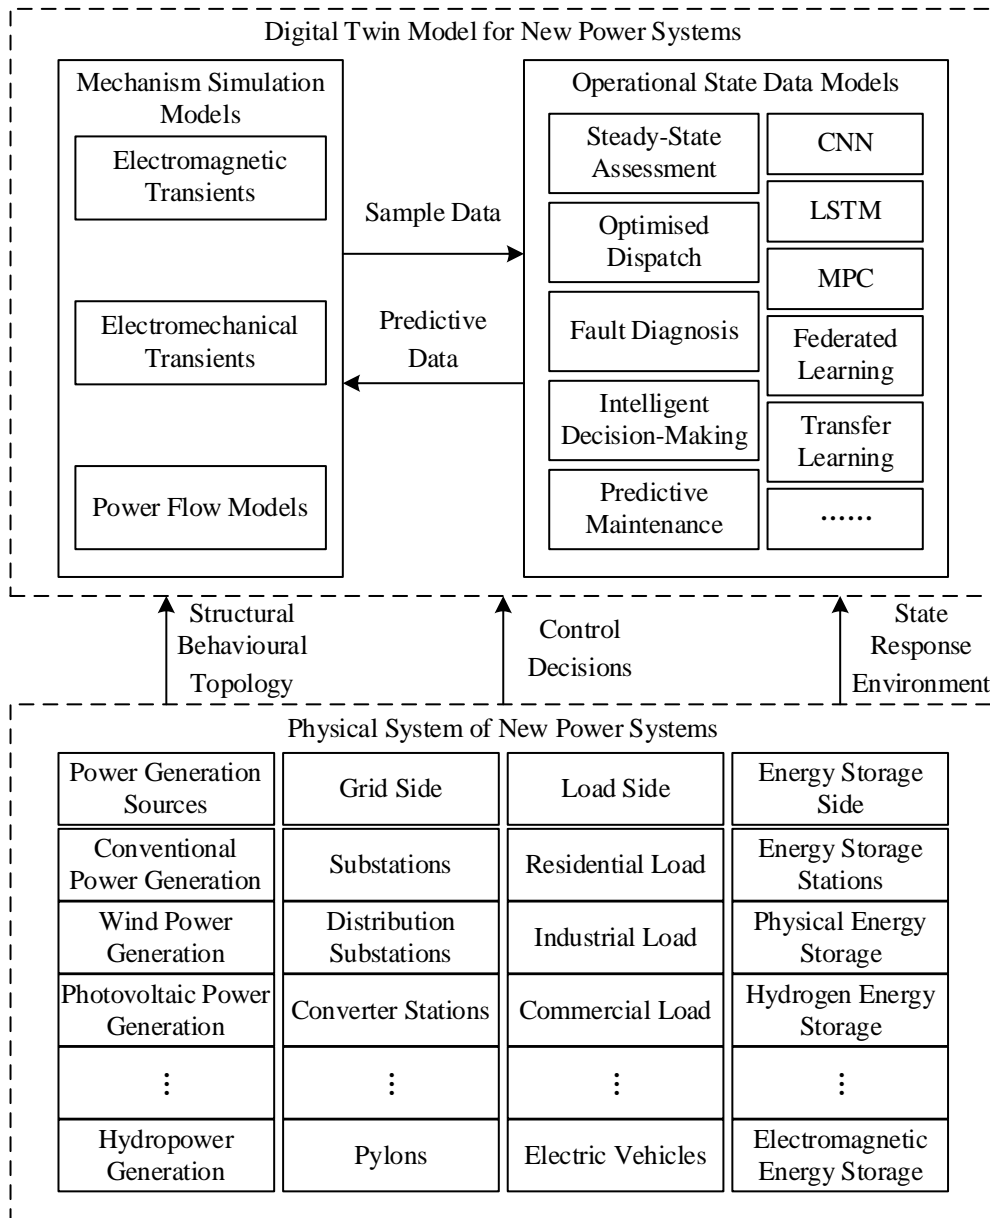 Digital Twin Model for New Power Systems
Mechanism Simulation
Models
Electromagnetic
Transients
Electromechanical
Transients
Power Flow Models
Sample Data
Predictive
Data
Operational State Data Models
Steady-State
Assessment
Optimised
Dispatch
Fault Diagnosis
Intelligent
Decision-Making
Predictive
Maintenance
CNN
LSTM
MPC
Federated
Learning
Transfer
Learning
......
Structural
Behavioural
Topology
Control
Decisions
State
Response
Environment
Physical System of New Power Systems
Power Generation
Sources
Grid Side
Load Side
Energy Storage
Side
Conventional
Power Generation
Substations
Residential Load
Energy Storage
Stations
Wind Power
Generation
Distribution
Substations
Industrial Load
Physical Energy
Storage
Photovoltaic Power
Generation
Converter Stations
Commercial Load
Hydrogen Energy
Storage
⋮
⋮
⋮
⋮
Hydropower
Generation
Pylons
Electric Vehicles
Electromagnetic
Energy Storage